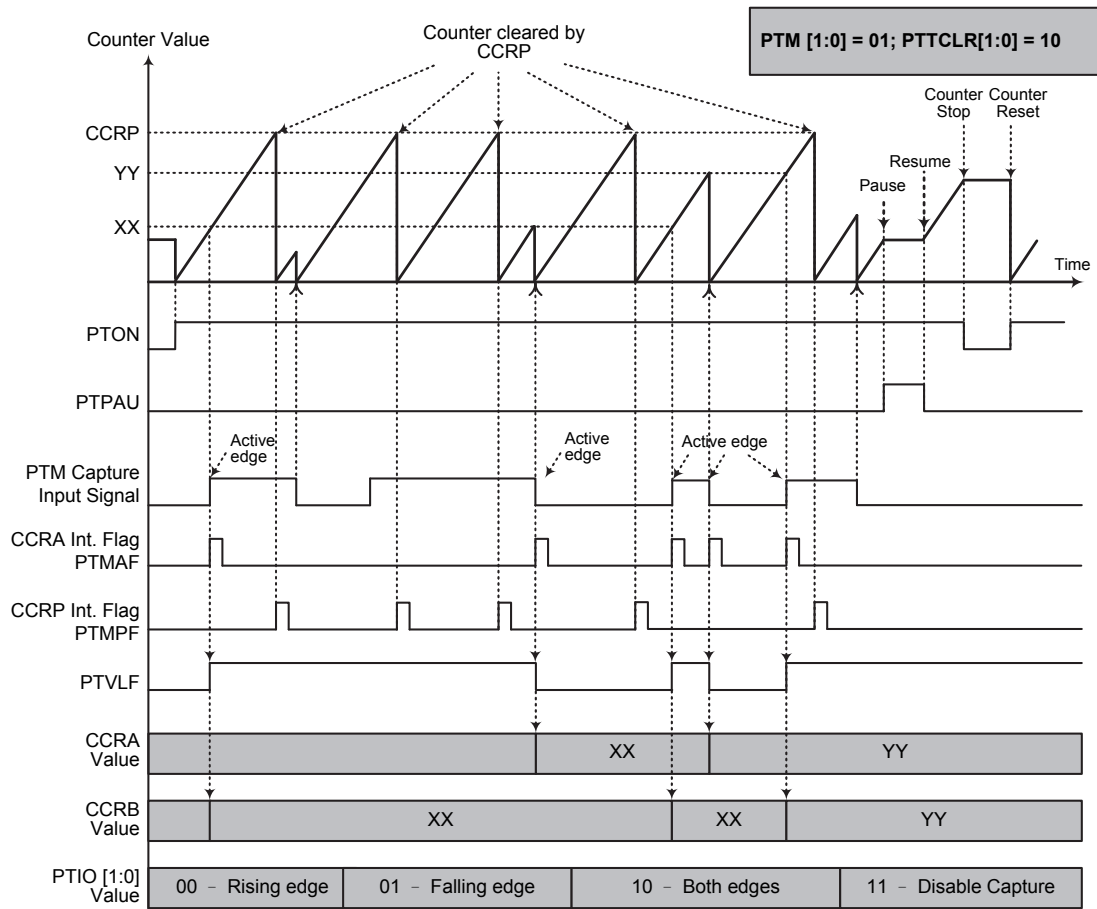 PTM [1:0] = 01; PTTCLR[1:0] = 10
Counter Value
Counter cleared by
CCRP
Counter
Stop
Counter
Reset
CCRP
YY
XX
Pause
Resume
Time
PTON
PTPAU
Active
edge
Active
edge
Active edge
PTM Capture
Input Signal
CCRA Int. Flag
PTMAF
CCRP Int. Flag
PTMPF
PTVLF
CCRA
Value
XX
YY
CCRB
Value
XX
XX
YY
PTIO [1:0]
Value
00 – Rising edge
01 – Falling edge
10 – Both edges
11 – Disable Capture